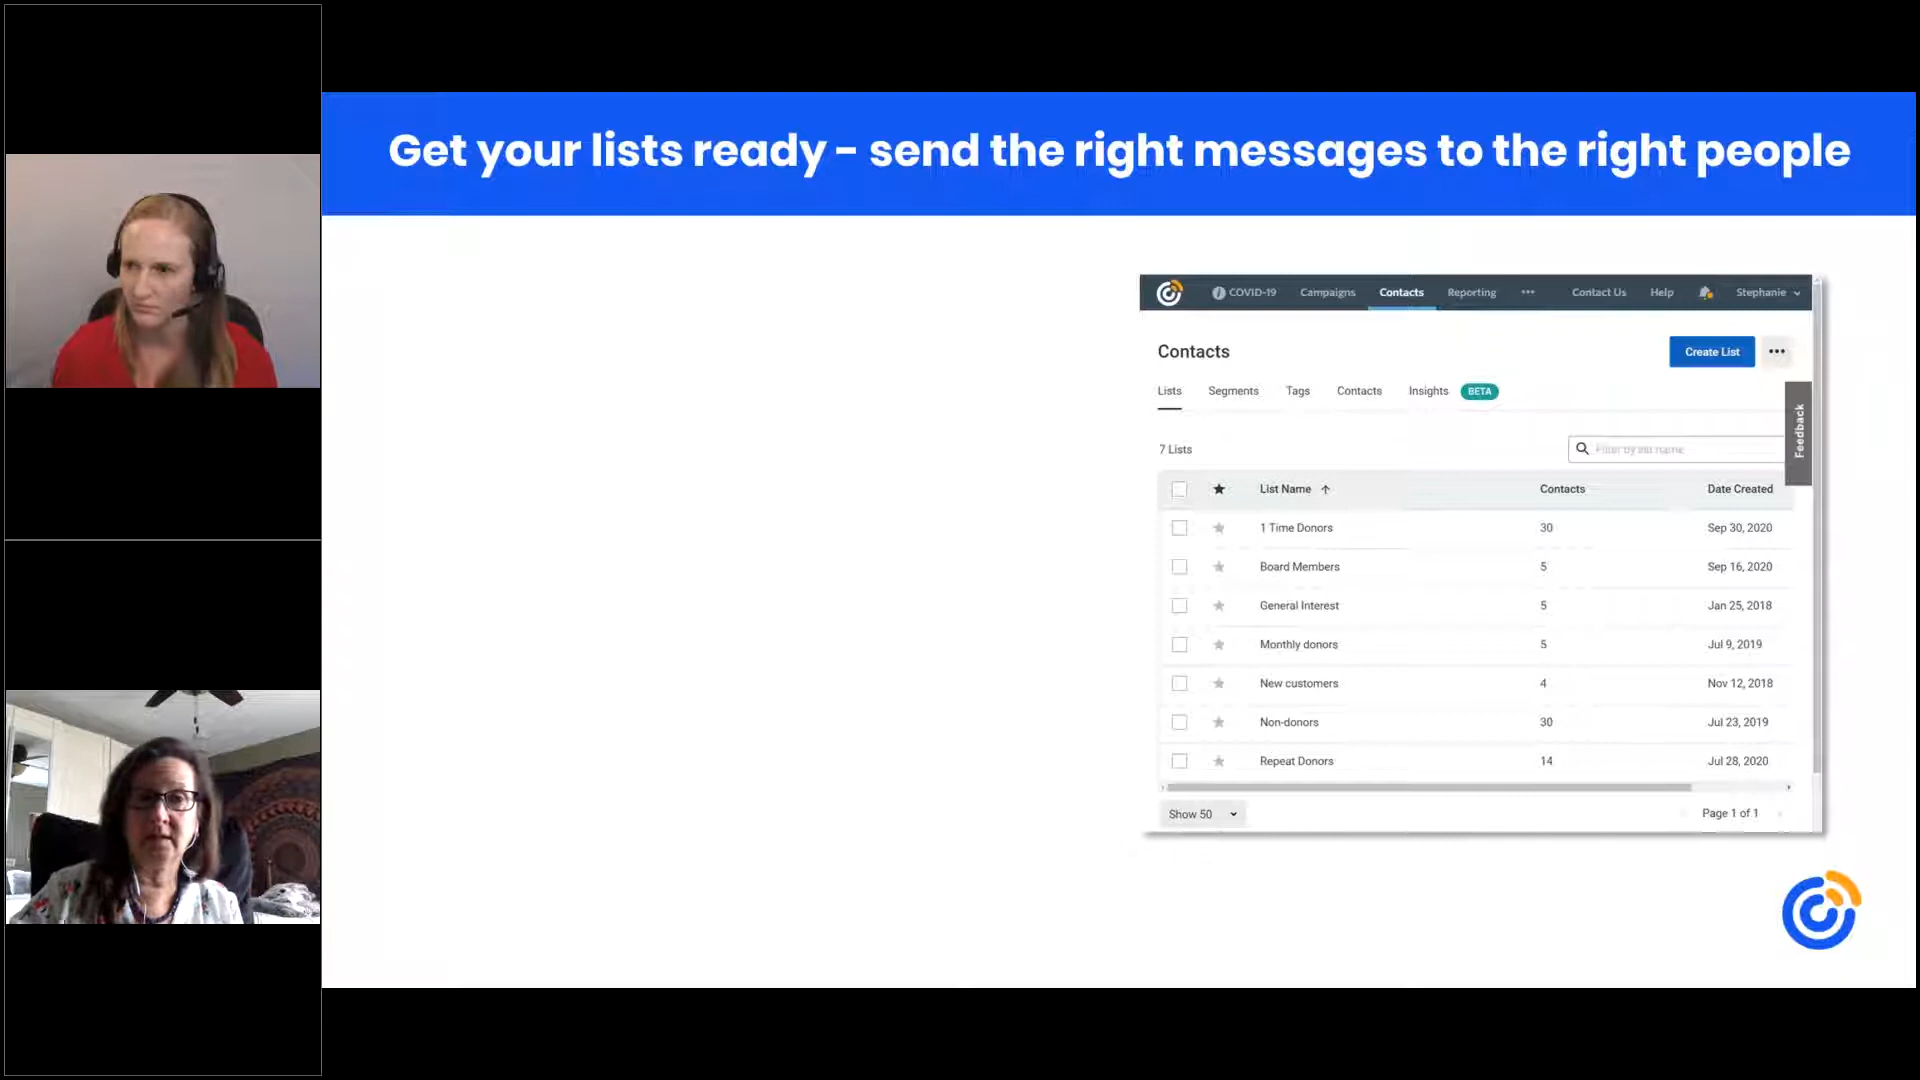 Get your lists ready - send the right messages to the right people
COVID-19 Campaigns Contacts Reporting ••• Contact Us Help Stephanie
Contacts
Create List •••
Lists Segments Tags Contacts Insights BETA
Feedback
7 Lists
Filter by list name
List Name ↑ Contacts Date Created
1 Time Donors 30 Sep 30, 2020
Board Members 5 Sep 16, 2020
General Interest 5 Jan 25, 2018
Monthly donors 5 Jul 9, 2019
New customers 4 Nov 12, 2018
Non-donors 30 Jul 23, 2019
Repeat Donors 14 Jul 28, 2020
Show 50 Page 1 of 1